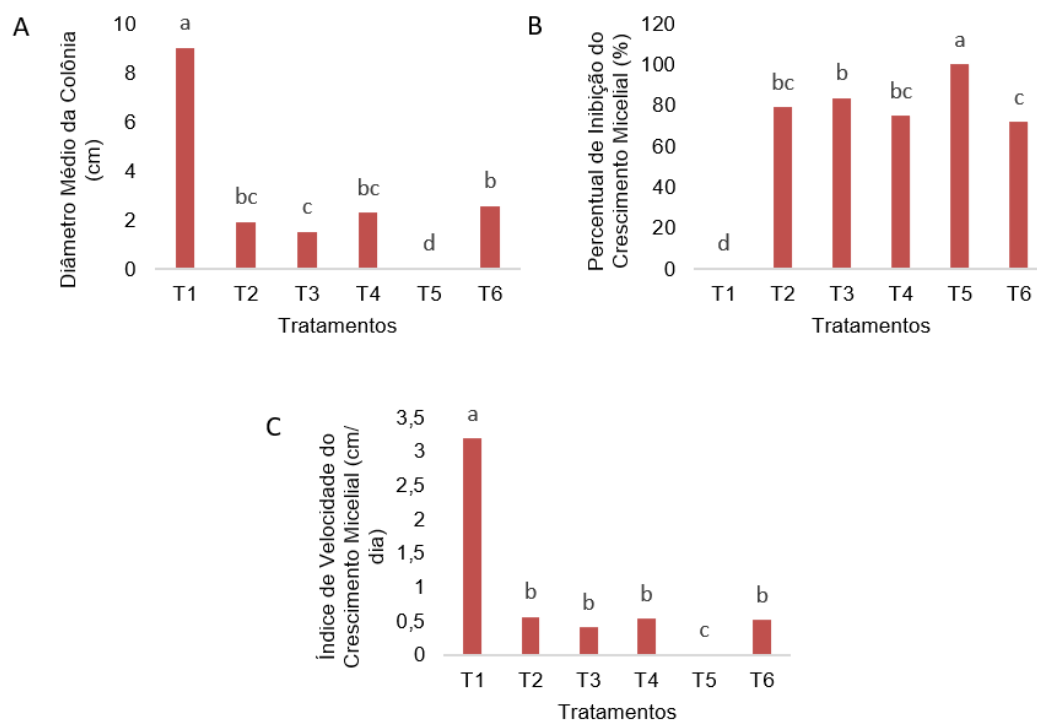 A
Diâmetro Médio da Colônia
(cm)
10
8
6
4
2
0
a
bc
c
bc
d
b
T1 T2 T3 T4 T5 T6
Tratamentos
B
Percentual de Inibição do
Crescimento Micelial (%)
120
100
80
60
40
20
0
d
bc
b
bc
a
c
T1 T2 T3 T4 T5 T6
Tratamentos
C
Índice de Velocidade do
Crescimento Micelial (cm/
dia)
3,5
3
2,5
2
1,5
1
0,5
0
a
b
b
b
c
b
T1 T2 T3 T4 T5 T6
Tratamentos